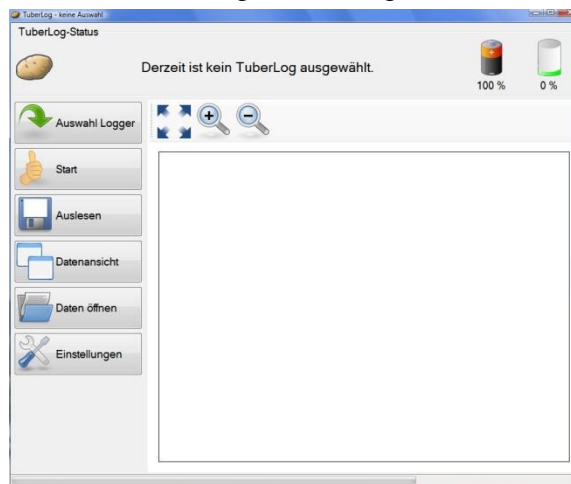 TuberLog - keine Auswahl
TuberLog-Status
Derzeit ist kein TuberLog ausgewählt.
100 %
0 %
Auswahl Logger
Start
Auslesen
Datenansicht
Daten öffnen
Einstellungen